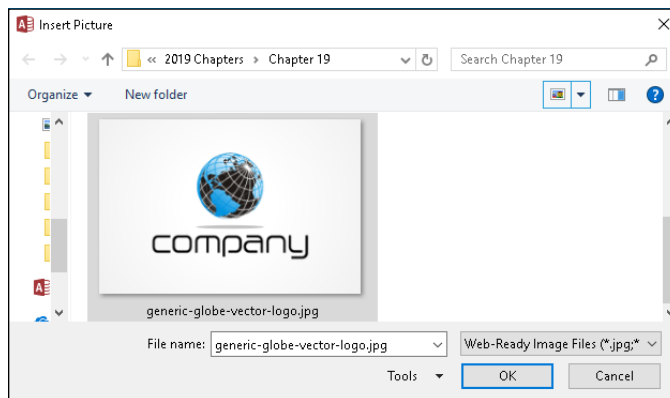 Insert Picture
« 2019 Chapters > Chapter 19
Search Chapter 19
Organize
New folder
company
generic-globe-vector-logo.jpg
File name: generic-globe-vector-logo.jpg
Web-Ready Image Files (*.jpg;*
Tools
OK
Cancel